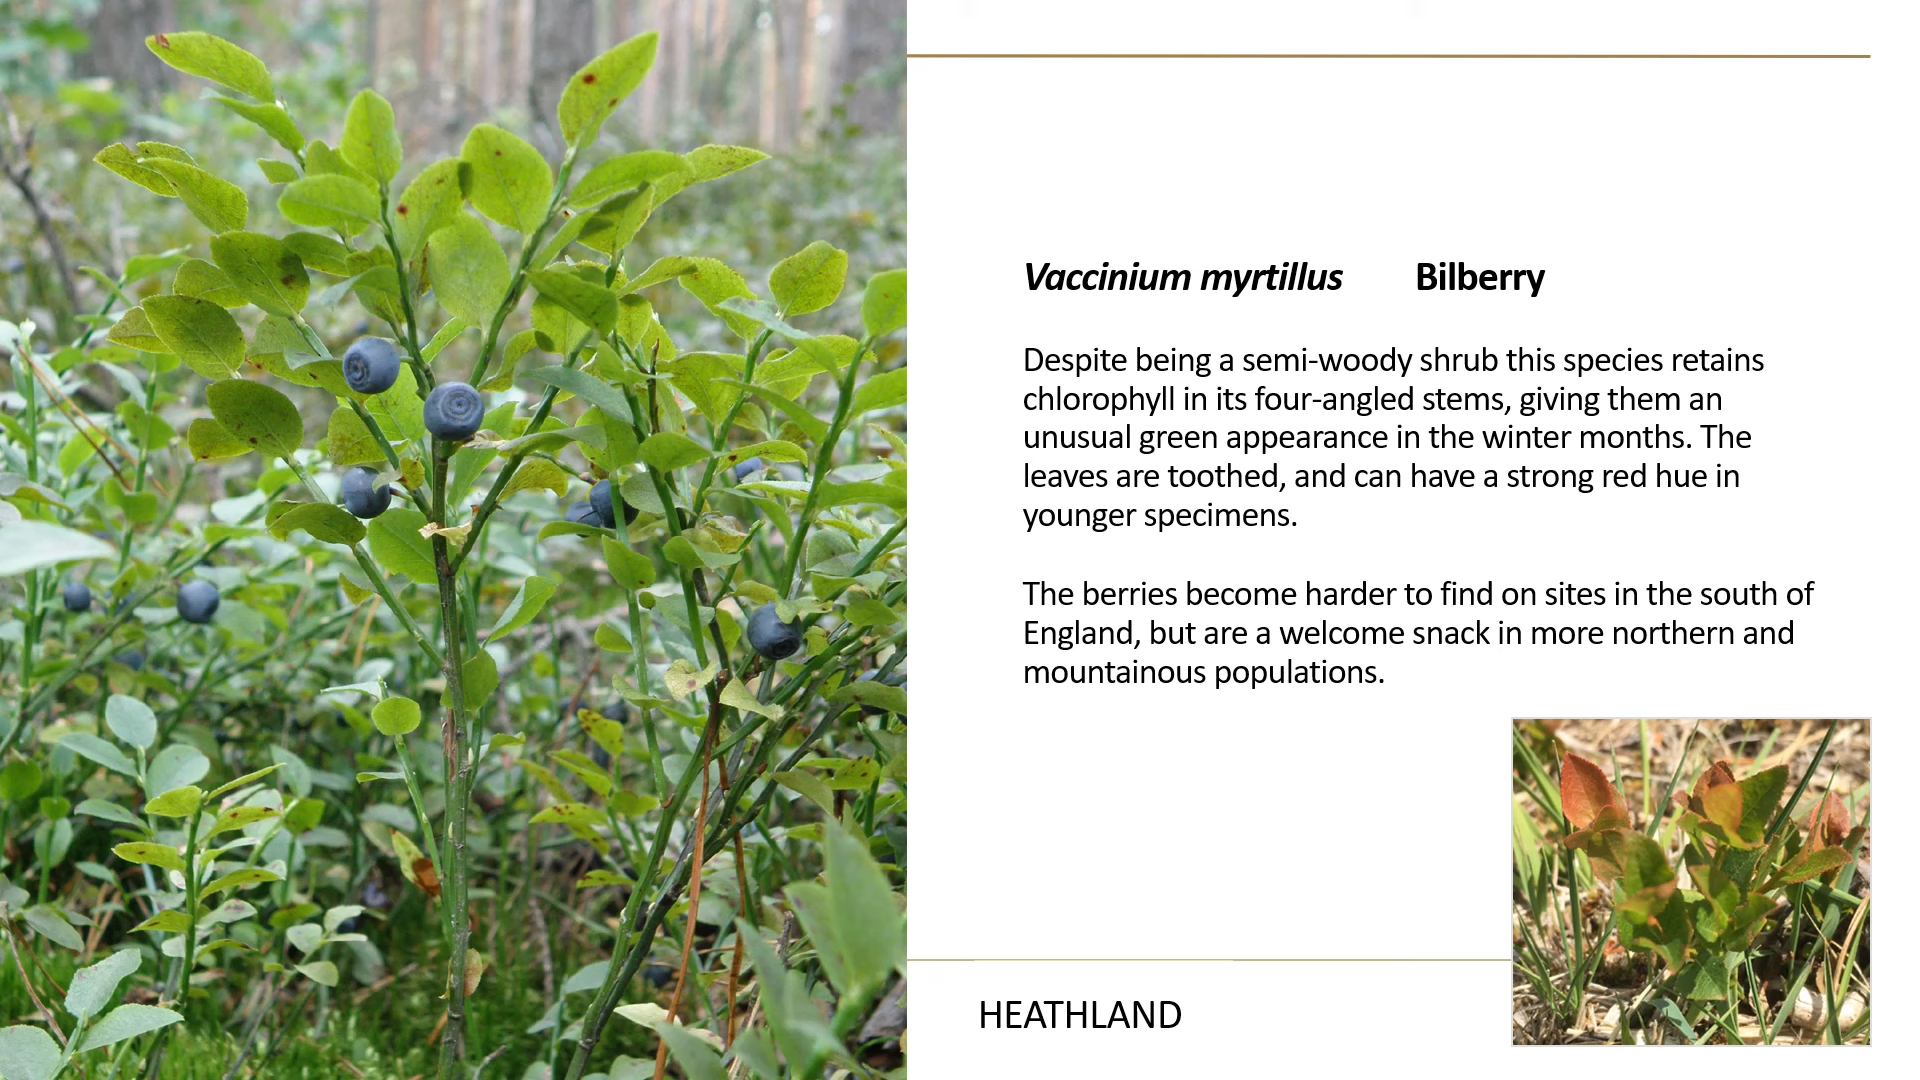 Vaccinium myrtillus Bilberry
Despite being a semi-woody shrub this species retains
chlorophyll in its four-angled stems, giving them an
unusual green appearance in the winter months. The
leaves are toothed, and can have a strong red hue in
younger specimens.
The berries become harder to find on sites in the south of
England, but are a welcome snack in more northern and
mountainous populations.
HEATHLAND